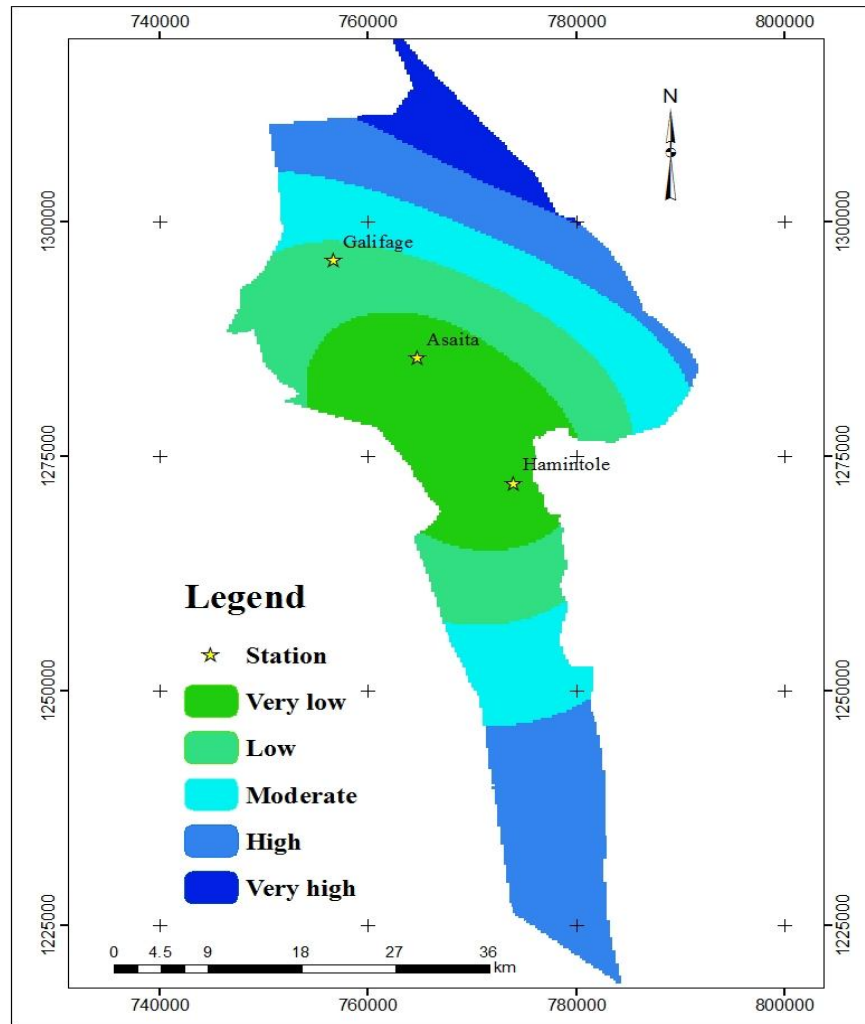 740000 760000 780000 800000
N
1300000 1300000
Galifage
Asaita
1275000 1275000
Hamintole
Legend
Station
Very low
1250000 1250000
Low
Moderate
High
Very high
1225000 1225000
0 4.5 9 18 27 36
km
740000 760000 780000 800000